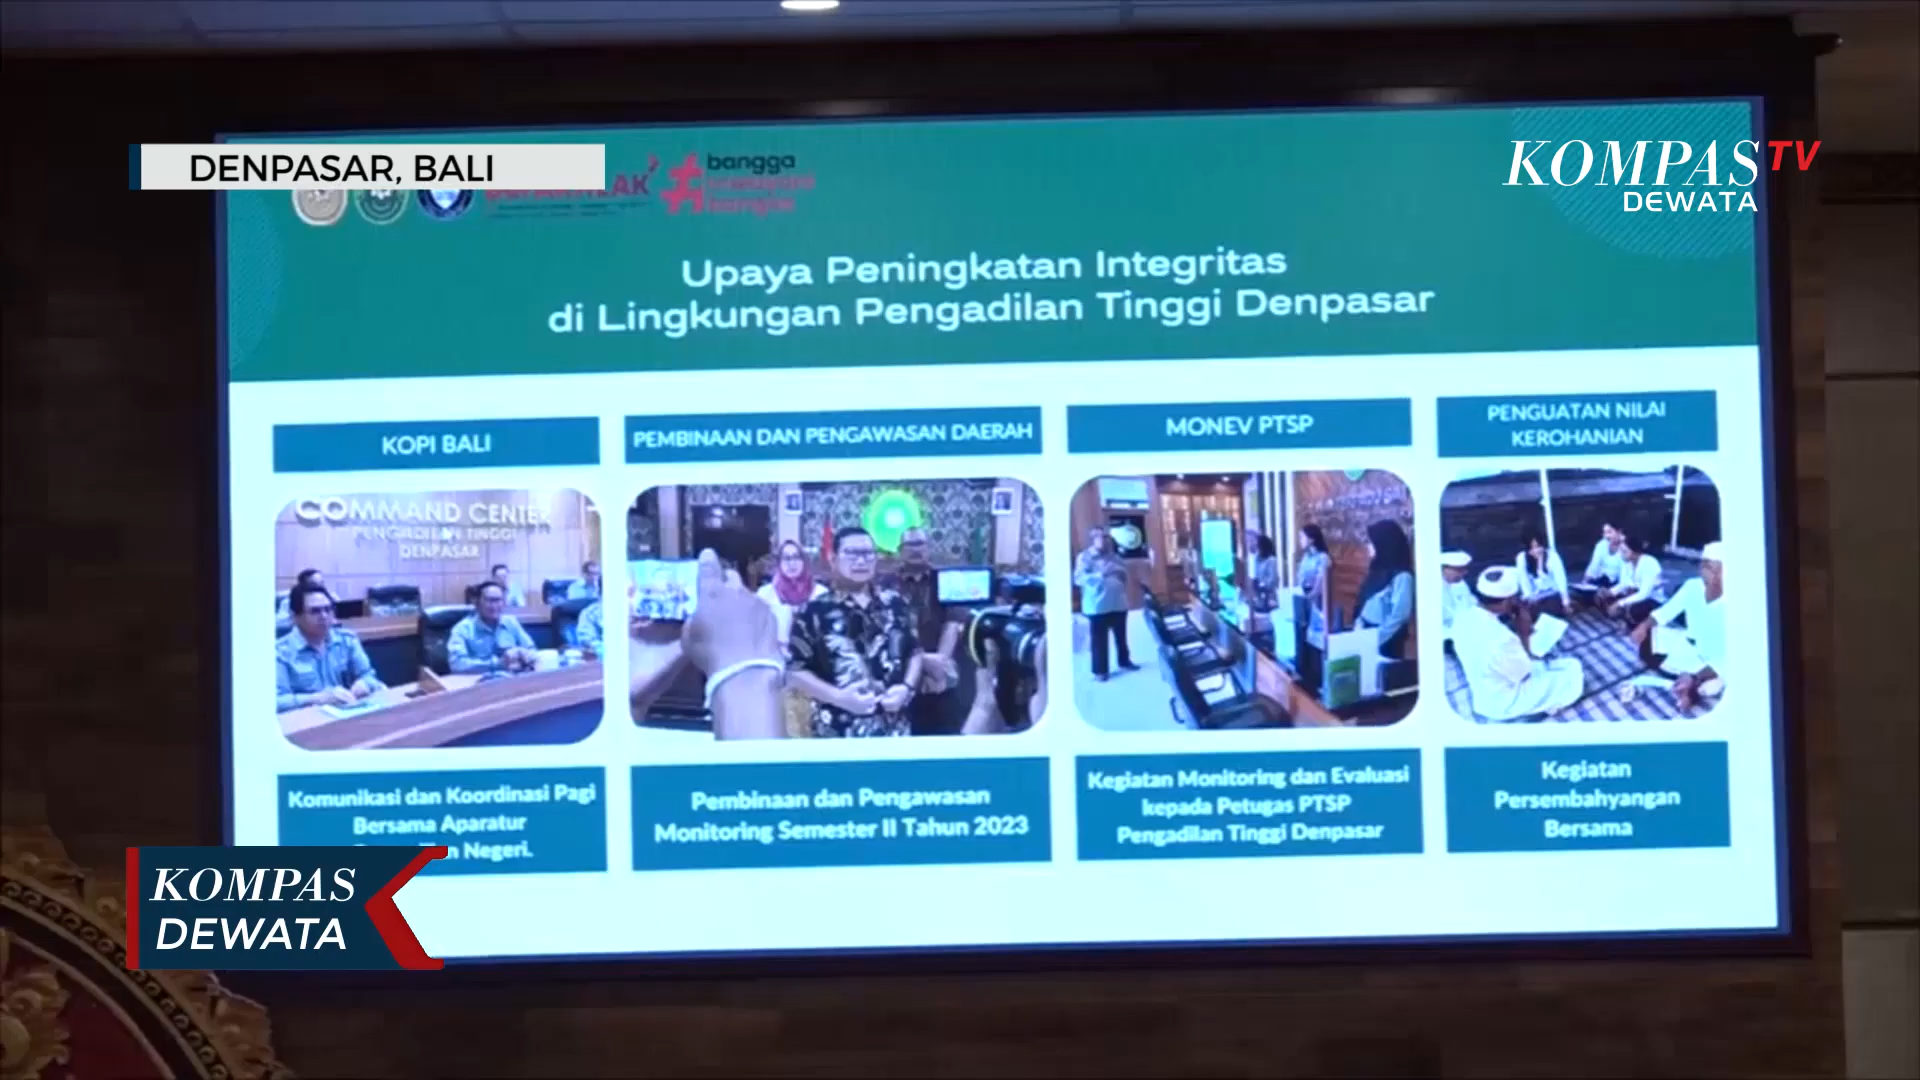 DENPASAR, BALI
bangga
KOMPAS TV
DEWATA
Upaya Peningkatan Integritas
di Lingkungan Pengadilan Tinggi Denpasar
KOPI BALI
PEMBINAAN DAN PENGAWASAN DAERAH
MONEV PTSP
PENGUATAN NILAI
KEROHANIAN
COMMAND CENTER
PENGADILAN TINGGI
DENPASAR
Komunikasi dan Koordinasi Pagi
Bersama Aparatur
Negeri.
Pembinaan dan Pengawasan
Monitoring Semester II Tahun 2023
Kegiatan Monitoring dan Evaluasi
kepada Petugas PTSP
Pengadilan Tinggi Denpasar
Kegiatan
Persembahyangan
Bersama
KOMPAS
DEWATA